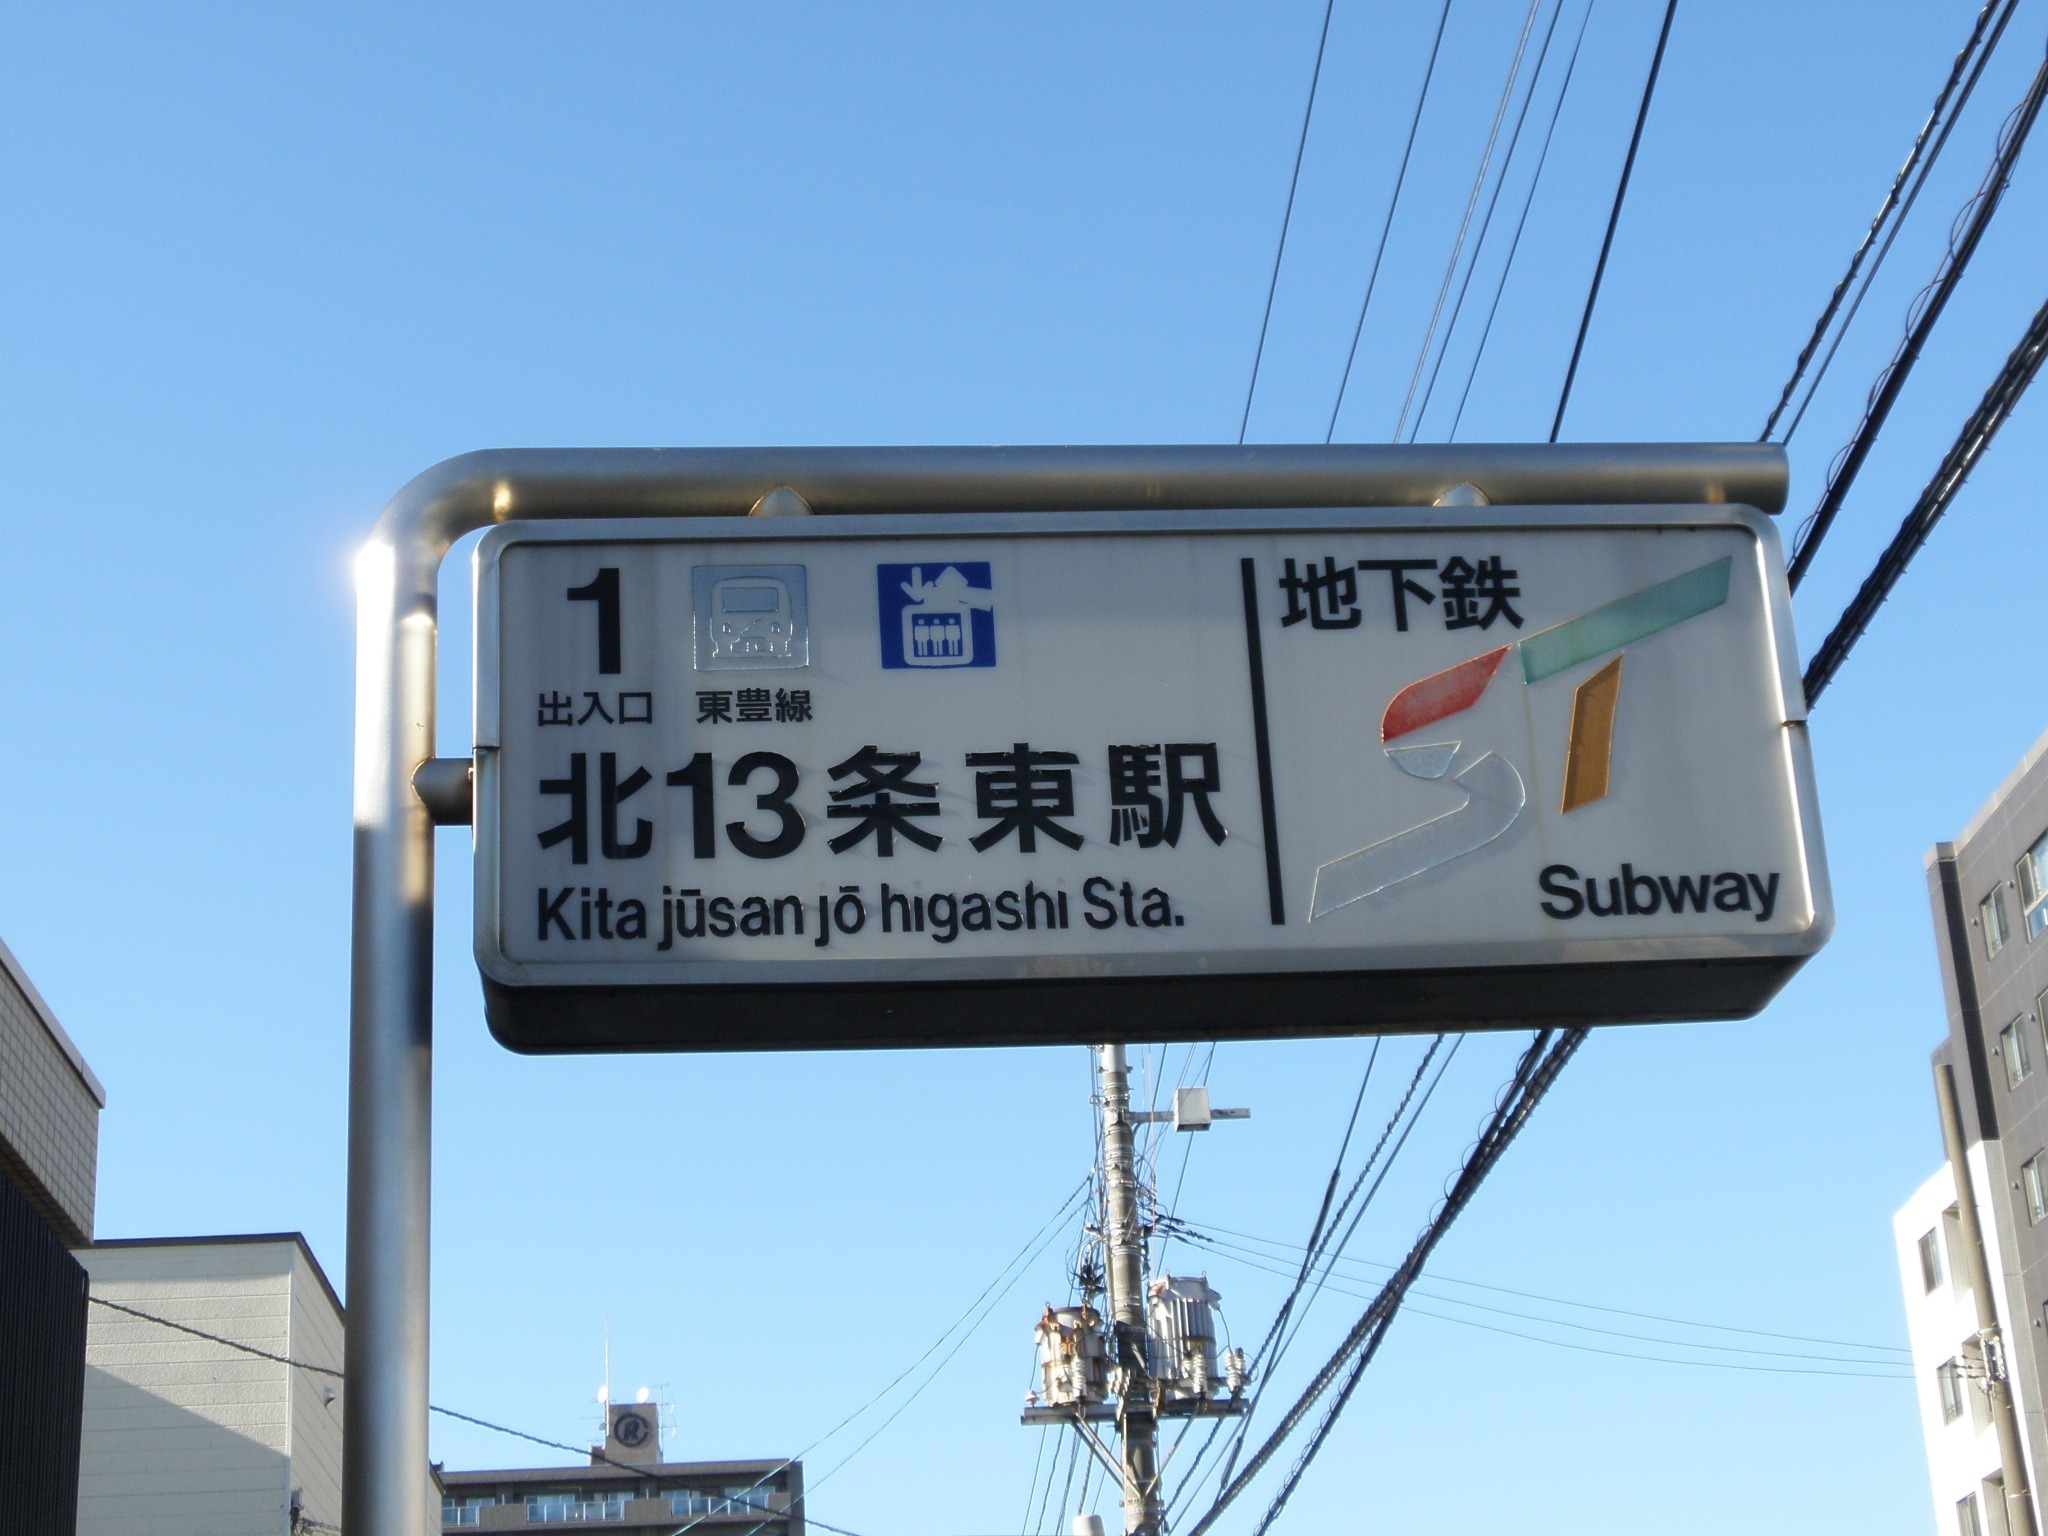 1
出入口 東豊線
北13条東駅
Kita jūsan jō higashi Sta.
地下鉄
ST
Subway
R